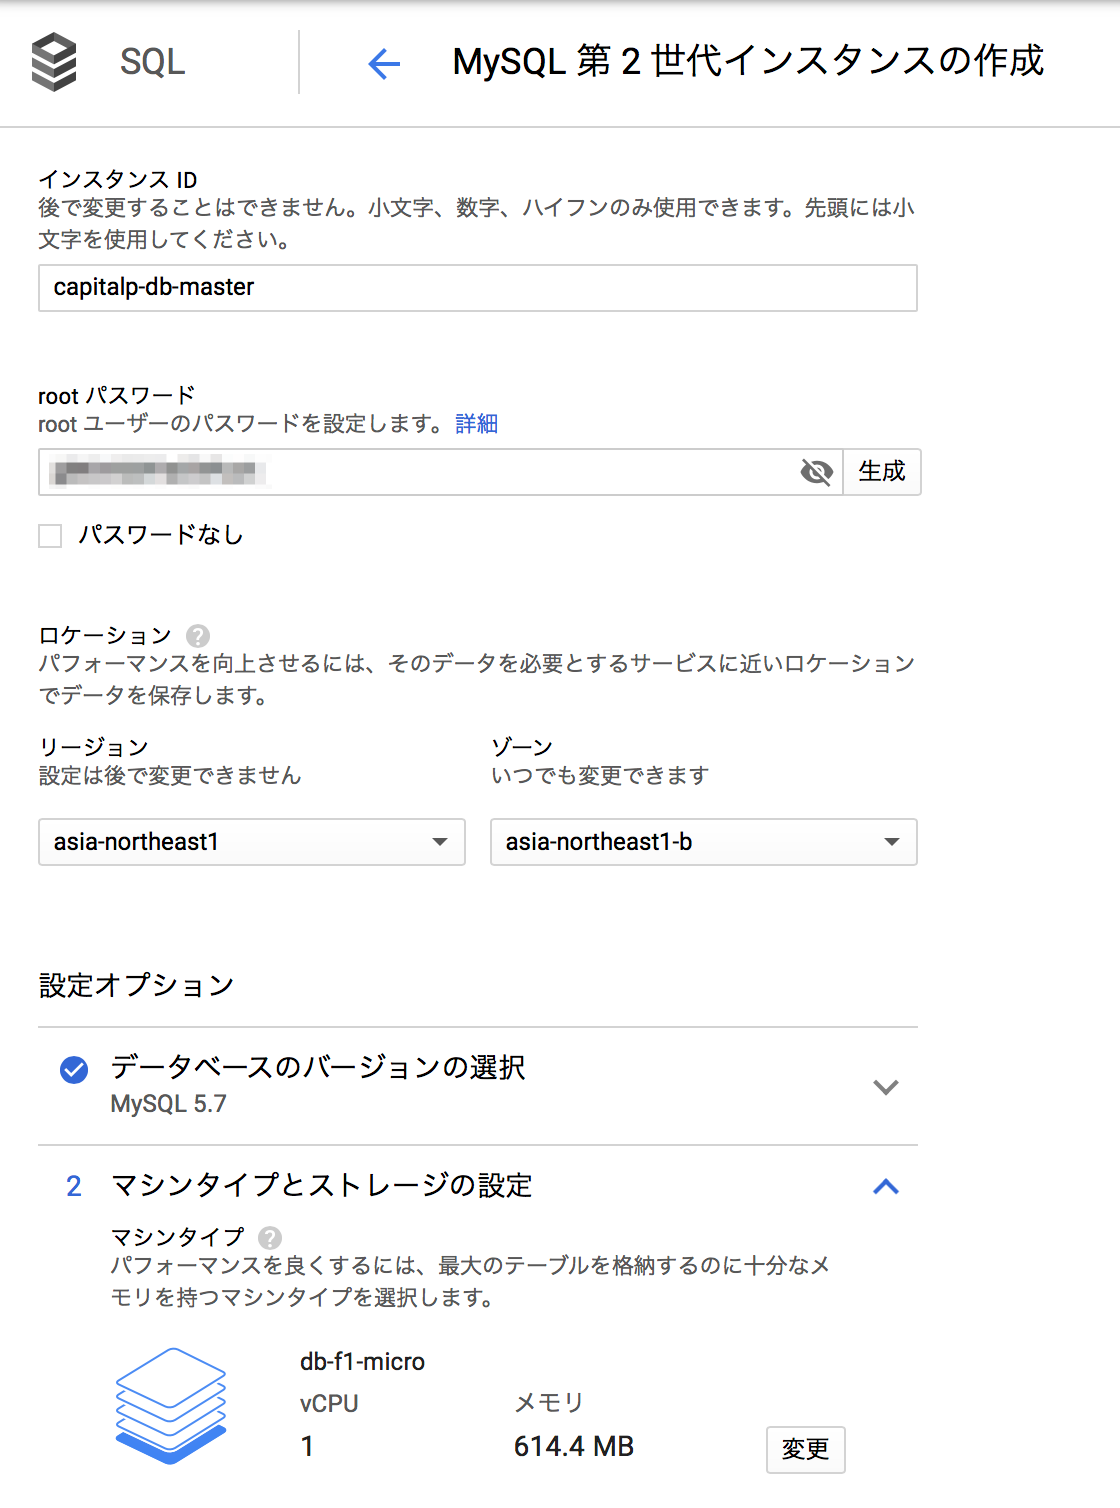 SQL
MySQL 第 2 世代インスタンスの作成
インスタンス ID
後で変更することはできません。小文字、数字、ハイフンのみ使用できます。先頭には小
文字を使用してください。
capitalp-db-master
root パスワード
root ユーザーのパスワードを設定します。詳細
生成
パスワードなし
ロケーション ?
パフォーマンスを向上させるには、そのデータを必要とするサービスに近いロケーション
でデータを保存します。
リージョン
設定は後で変更できません
asia-northeast1
ゾーン
いつでも変更できます
asia-northeast1-b
設定オプション
データベースのバージョンの選択
MySQL 5.7
2 マシンタイプとストレージの設定
マシンタイプ ?
パフォーマンスを良くするには、最大のテーブルを格納するのに十分なメ
モリを持つマシンタイプを選択します。
db-f1-micro
vCPU メモリ
1 614.4 MB
変更